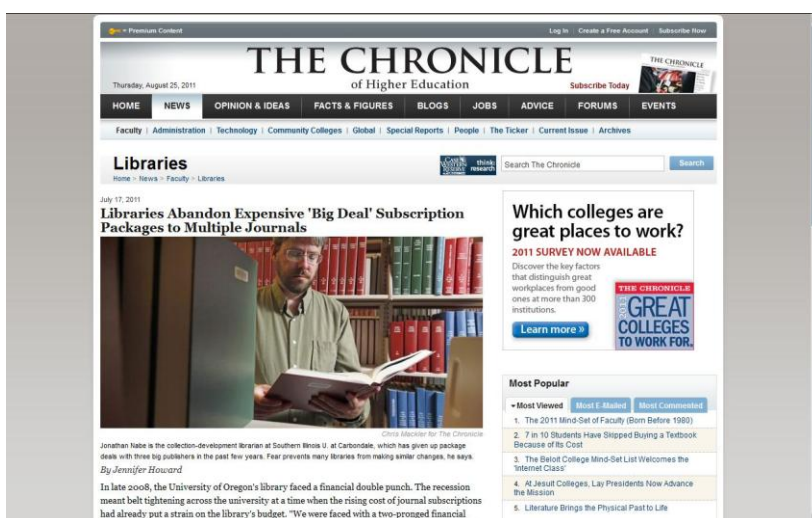 Premium Content
Log In | Create a Free Account | Subscribe Now
THE CHRONICLE
of Higher Education
Thursday, August 25, 2011
Subscribe Today
THE CHRONICLE
HOME NEWS OPINION & IDEAS FACTS & FIGURES BLOGS JOBS ADVICE FORUMS EVENTS
Faculty | Administration | Technology | Community Colleges | Global | Special Reports | People | The Ticker | Current Issue | Archives
Libraries
Home > News > Faculty > Libraries
CASE WESTERN RESERVE
think:
research
Search The Chronicle
Search
July 17, 2011
Libraries Abandon Expensive 'Big Deal' Subscription
Packages to Multiple Journals
Chris Mackler for The Chronicle
Jonathan Nabe is the collection-development librarian at Southern Illinois U. at Carbondale, which has given up package
deals with three big publishers in the past few years. Fear prevents many libraries from making similar changes, he says.
By Jennifer Howard
In late 2008, the University of Oregon's library faced a financial double punch. The recession
meant belt tightening across the university at a time when the rising cost of journal subscriptions
had already put a strain on the library's budget. "We were faced with a two-pronged financial
Which colleges are
great places to work?
2011 SURVEY NOW AVAILABLE
Discover the key factors
that distinguish great
workplaces from good
ones at more than 300
institutions.
Learn more »
THE CHRONICLE
2011
GREAT
COLLEGES
TO WORK FOR.
Most Popular
Most Viewed Most E-Mailed Most Commented
1. The 2011 Mind-Set of Faculty (Born Before 1980)
2. 7 in 10 Students Have Skipped Buying a Textbook
Because of Its Cost
3. The Beloit College Mind-Set List Welcomes the
'Internet Class'
4. At Jesuit Colleges, Lay Presidents Now Advance
the Mission
5. Literature Brings the Physical Past to Life